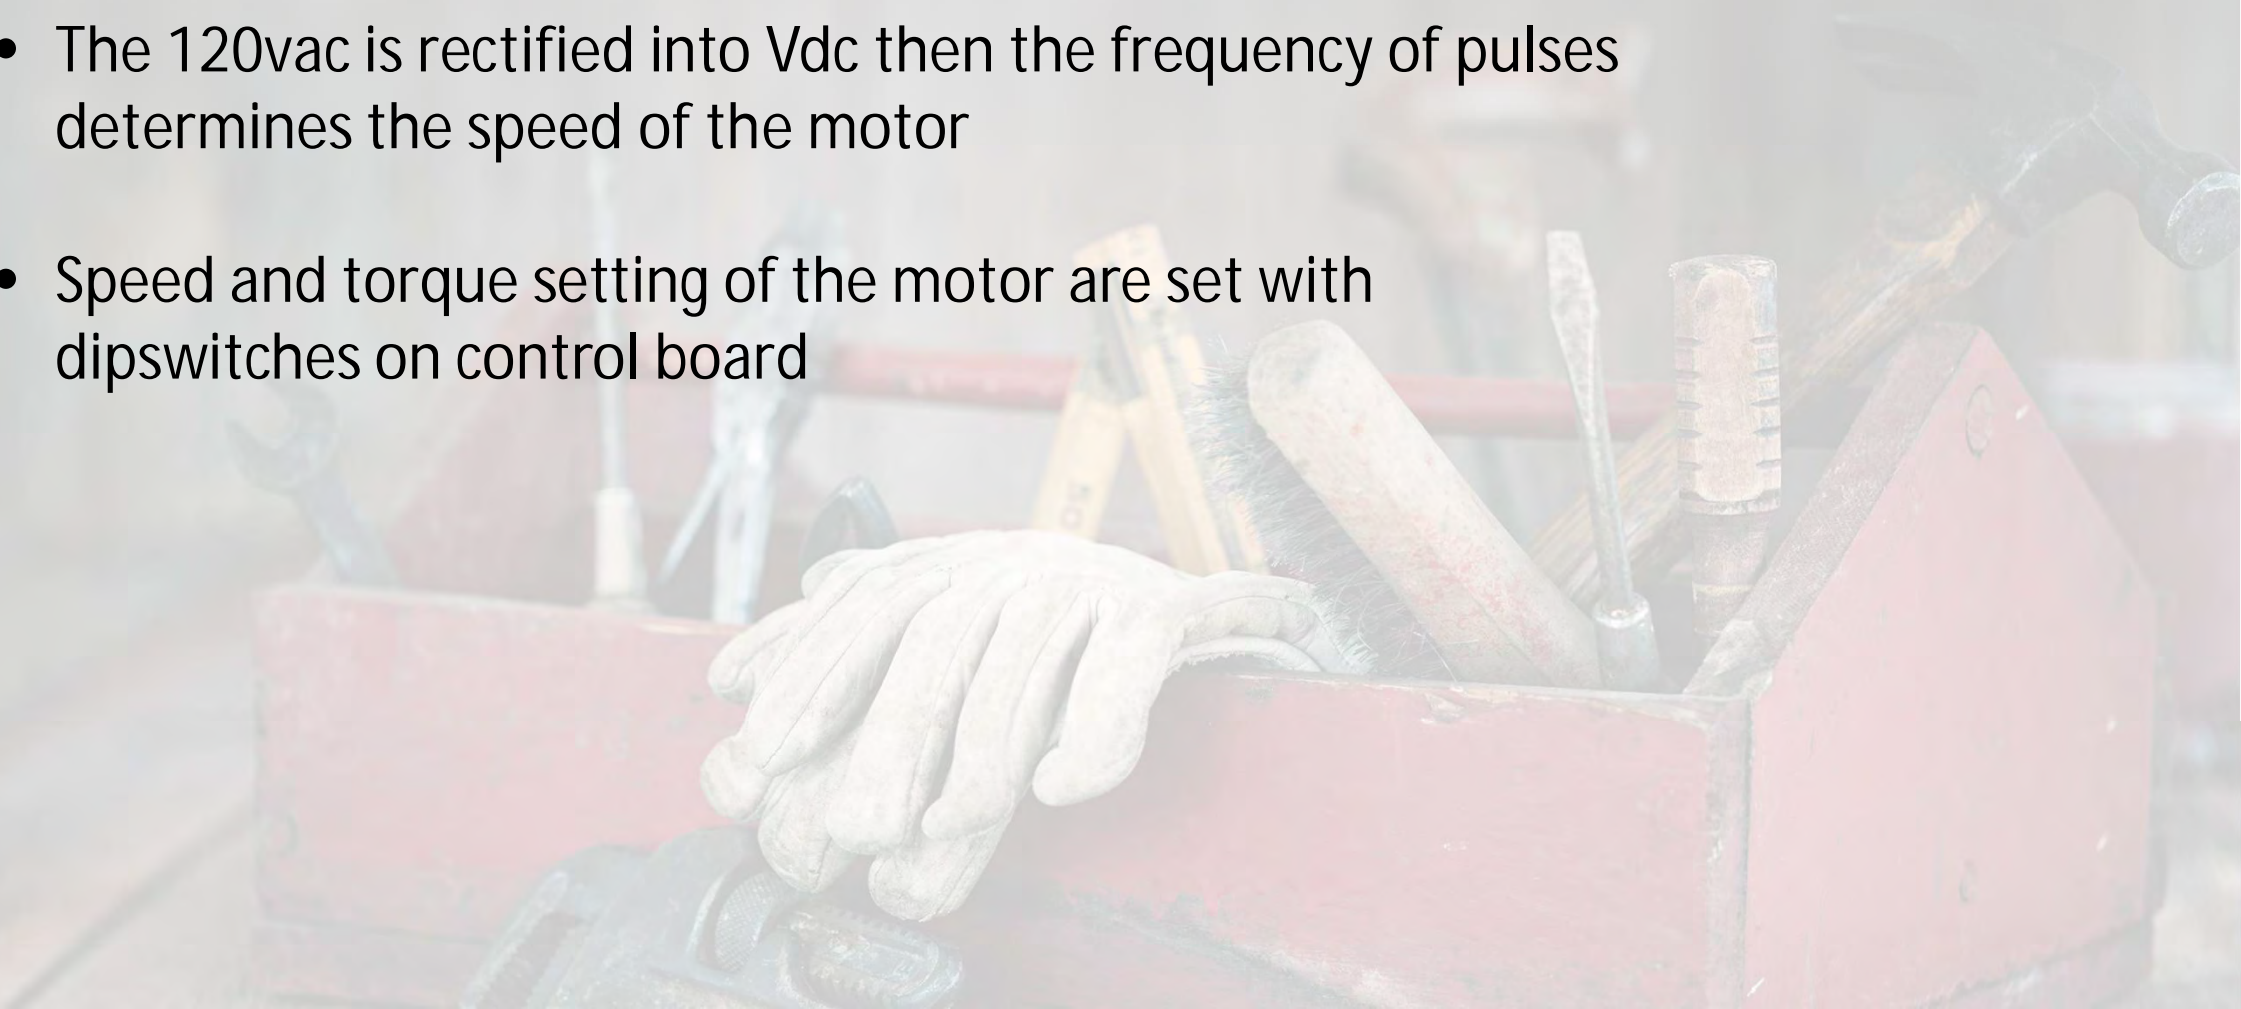 • The 120vac is rectified into Vdc then the frequency of pulses
determines the speed of the motor
• Speed and torque setting of the motor are set with
dipswitches on control board